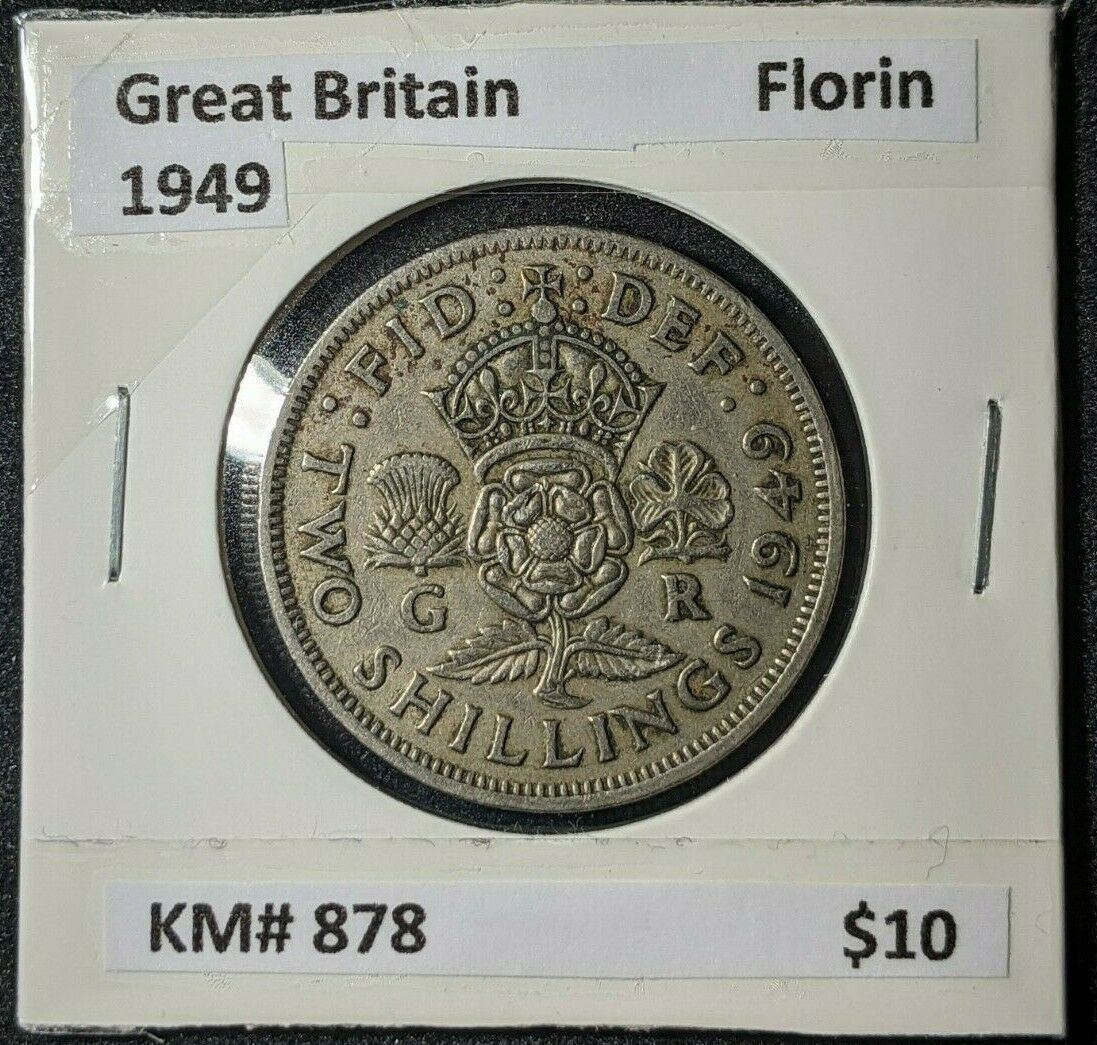 Great Britain Florin
1949
TWO : FID : DEF : 1949
G R
SHILLINGS
KM# 878 $10